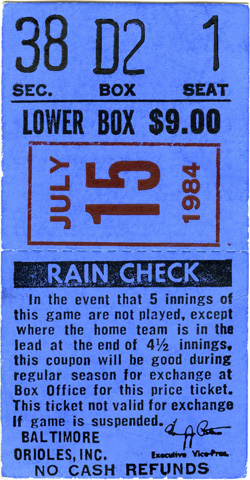 38 D2 1
SEC. BOX SEAT
LOWER BOX $9.00
JULY 15 1984
RAIN CHECK
In the event that 5 innings of
this game are not played, except
where the home team is in the
lead at the end of 4½ innings,
this coupon will be good during
regular season for exchange at
Box Office for this price ticket.
This ticket not valid for exchange
If game is suspended.
BALTIMORE
ORIOLES, INC. Executive Vice-Pres.
NO CASH REFUNDS